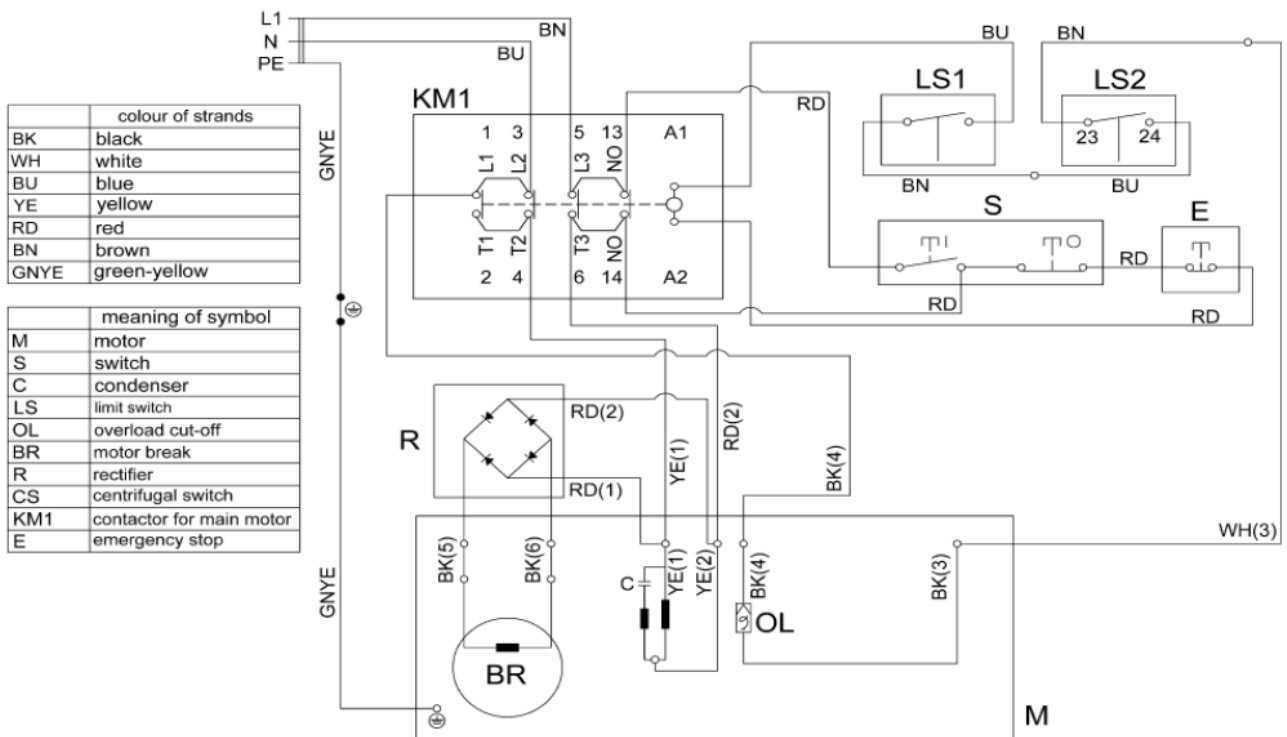 L1 BN
N BU
PE
BU BN
LS1 LS2
KM1 RD
1 3 5 13 A1
L1 L2 L3 NO
23 24
BN BU
colour of strands
BK black
WH white
BU blue
YE yellow
RD red
BN brown
GNYE green-yellow
GNYE
S E
I O
T1 T2 T3 NO
2 4 6 14 A2
RD
RD
RD
meaning of symbol
M motor
S switch
C condenser
LS limit switch
OL overload cut-off
BR motor break
R rectifier
CS centrifugal switch
KM1 contactor for main motor
E emergency stop
R
RD(2)
RD(1)
YE(1)
RD(2)
BK(4)
WH(3)
GNYE
BK(5) BK(6)
C
YE(1) YE(2) BK(4) BK(3)
OL
BR
M